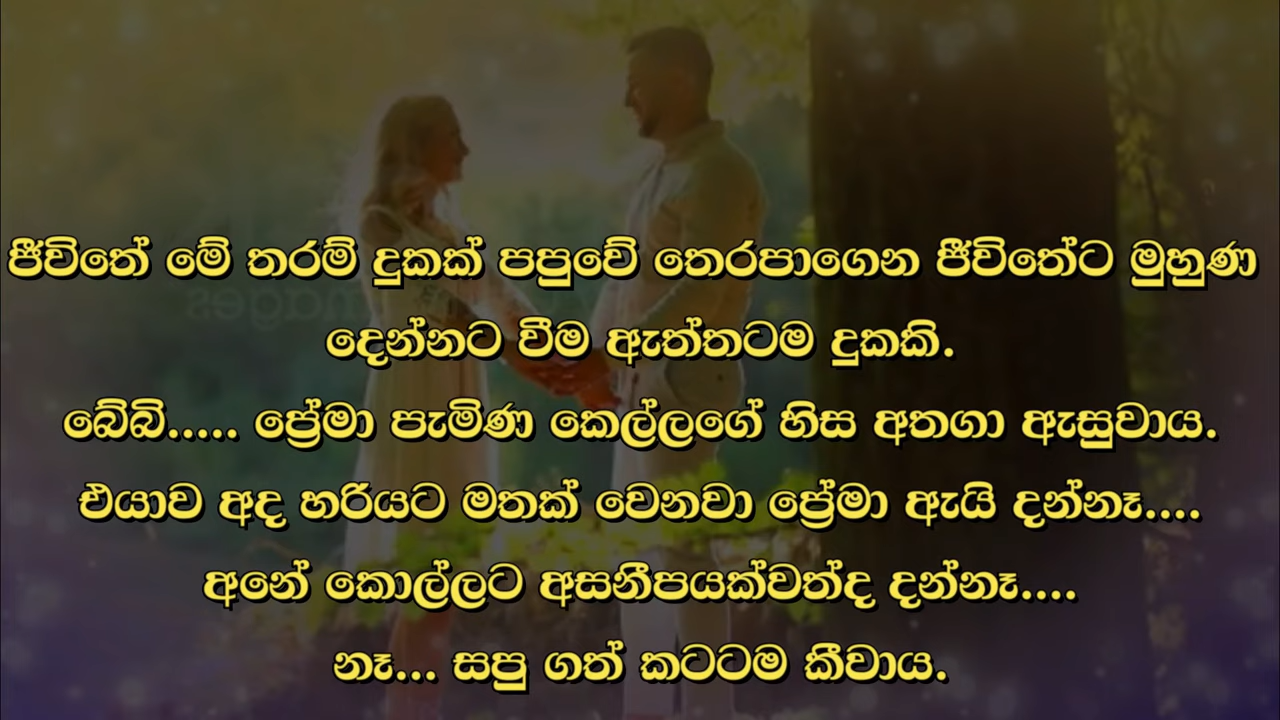 ජීවිතේ මේ තරම් දුකක් පපුවේ තෙරපාගෙන ජීවිතේට මුහුණ
දෙන්නට වීම ඇත්තටම දුකකි.
බේබි..... ප්‍රේමා පැමිණ කෙල්ලගේ හිස අතගා ඇසුවාය.
එයාව අද හරියට මතක් වෙනවා ප්‍රේමා ඇයි දන්නෑ....
අනේ කොල්ලට අසනීපයක්වත්ද දන්නෑ....
නෑ... සපු ගත් කටටම කීවාය.